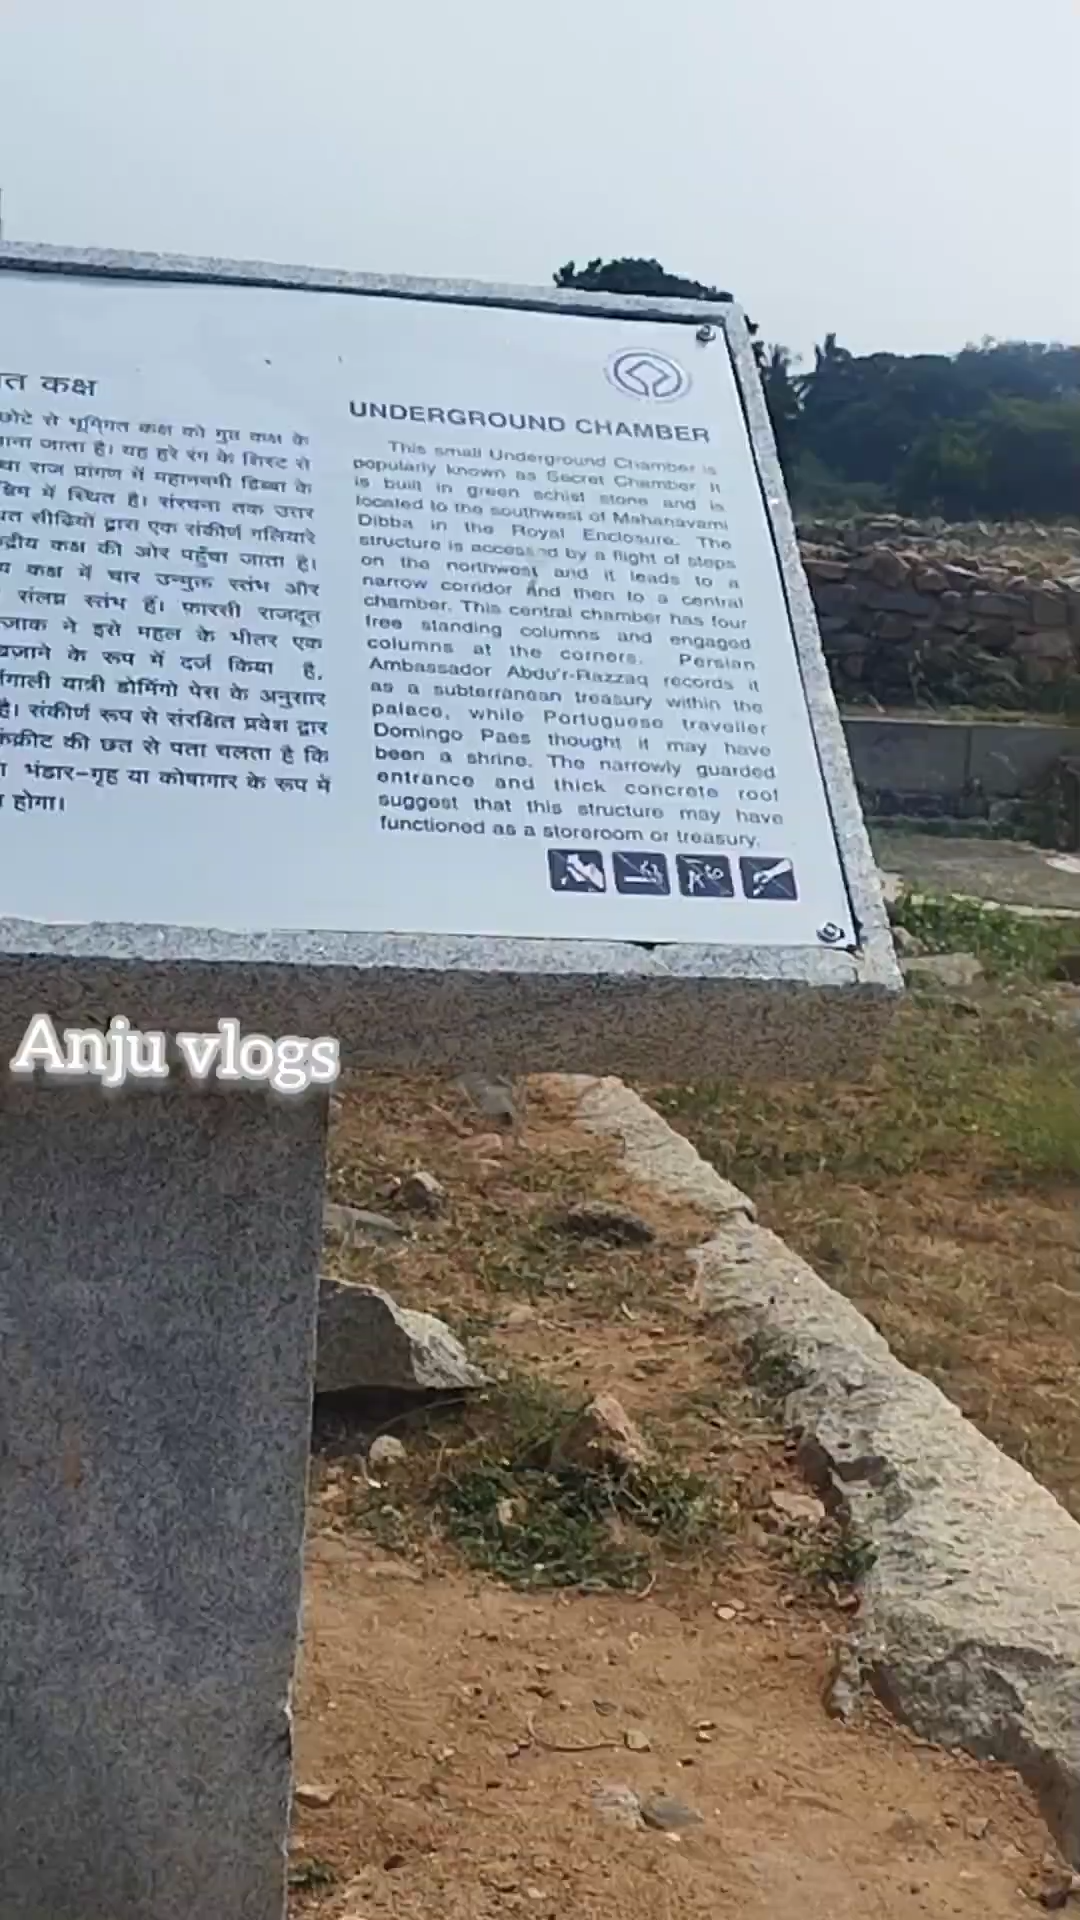 त कक्ष
छोटे से भूमिगत कक्ष को गुप्त कक्ष के
जाता है। यह हरे रंग के शिस्ट से
राज प्रांगण में महानवमी डिब्बा के
में स्थित है। संरचना तक उत्तर
सीढियों द्वारा एक संकीर्ण गलियारे
कक्ष की ओर पहुँचा जाता है।
कक्ष में चार उन्मुक्त स्तंभ और
संलग्न स्तंभ हैं। फ़ारसी राजदूत
ने इसे महल के भीतर एक
के रूप में दर्ज किया है,
यात्री डोमिंगो पेस के अनुसार
है। संकीर्ण रूप से संरक्षित प्रवेश द्वार
की छत से पता चलता है कि
भंडार-गृह या कोषागार के रूप में
होगा।
UNDERGROUND CHAMBER
This small Underground Chamber is
popularly known as Secret Chamber It
is built in green schist stone and is
located to the southwest of Mahanavami
Dibba in the Royal Enclosure. The
structure is accessed by a flight of steps
on the northwest and it leads to a
narrow corridor and then to a central
chamber. This central chamber has four
free standing columns and engaged
columns at the corners. Persian
Ambassador Abdu'r-Razzaq records it
as a subterranean treasury within the
palace, while Portuguese traveller
Domingo Paes thought it may have
been a shrine. The narrowly guarded
entrance and thick concrete roof
suggest that this structure may have
functioned as a storeroom or treasury.
Anju vlogs